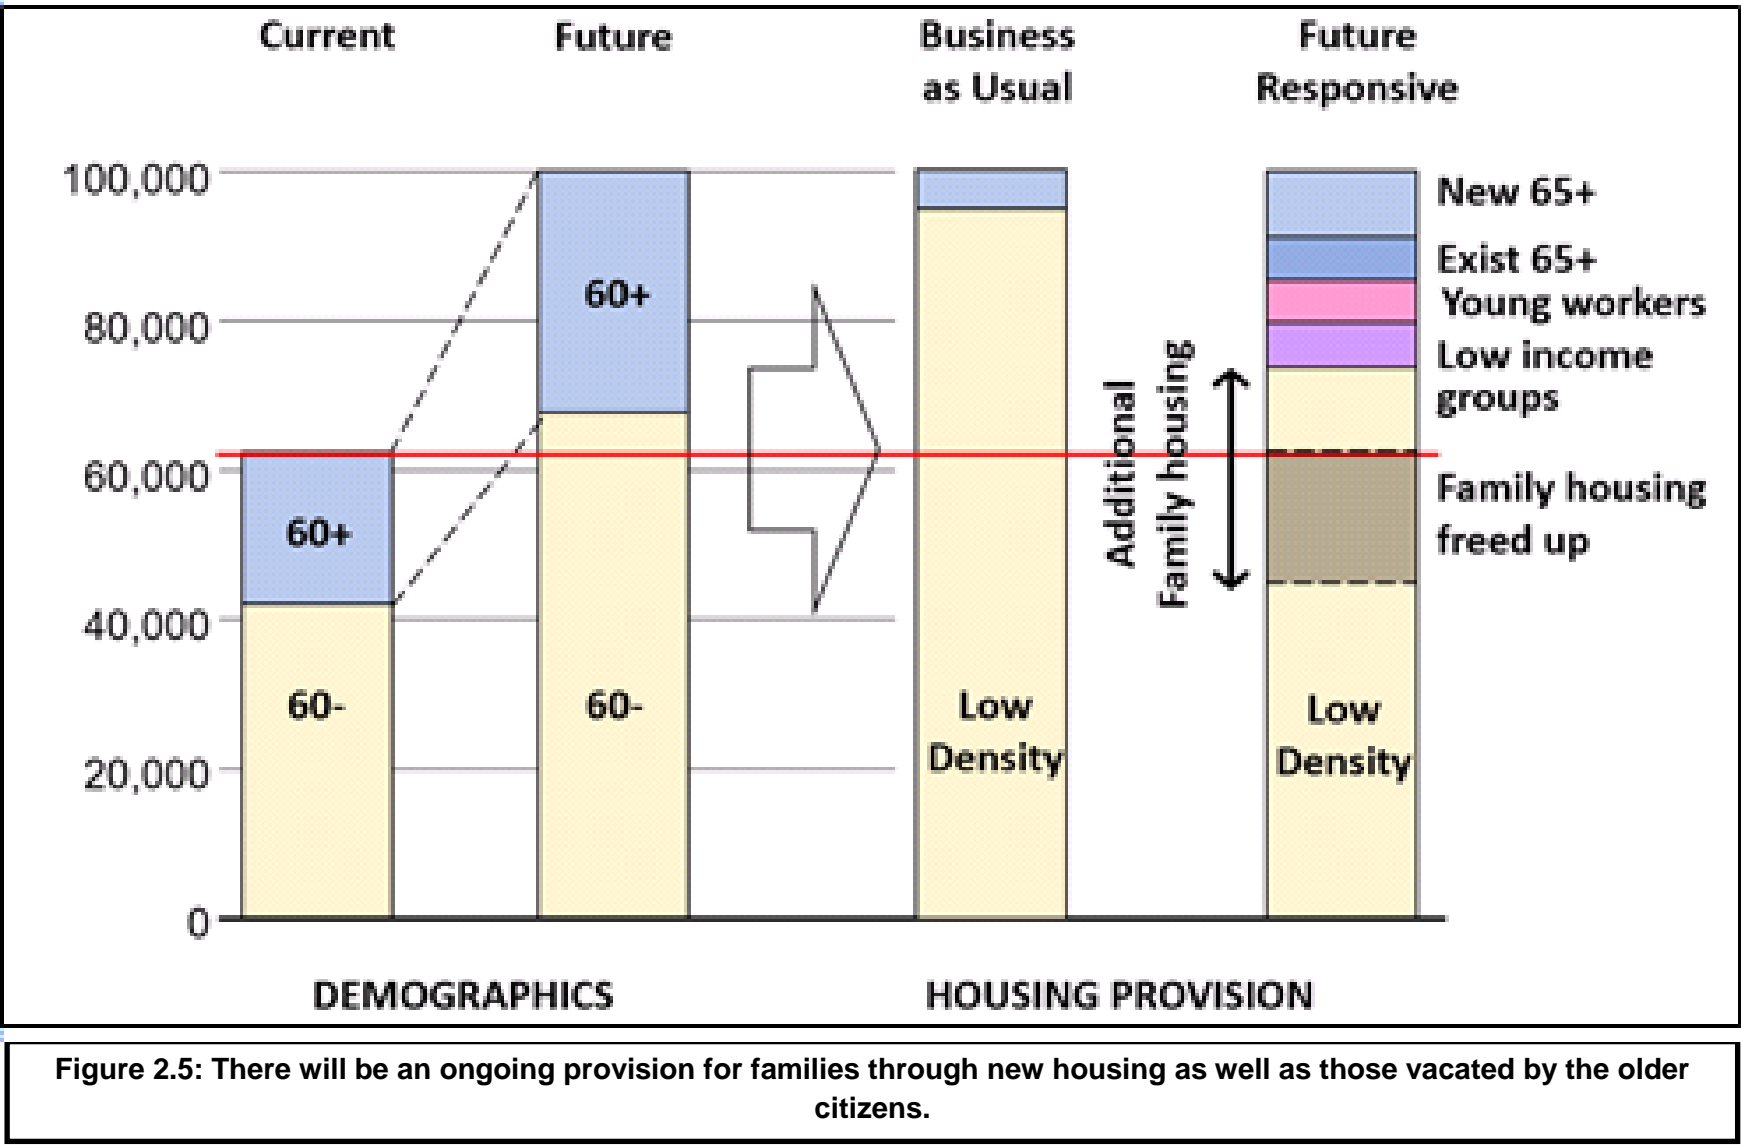 Current
Future
Business
as Usual
Future
Responsive
100,000
80,000
60,000
40,000
20,000
0
60+
60-
60+
60-
Low
Density
Additional
Family housing
Low
Density
New 65+
Exist 65+
Young workers
Low income
groups
Family housing
freed up
DEMOGRAPHICS
HOUSING PROVISION
Figure 2.5: There will be an ongoing provision for families through new housing as well as those vacated by the older
citizens.